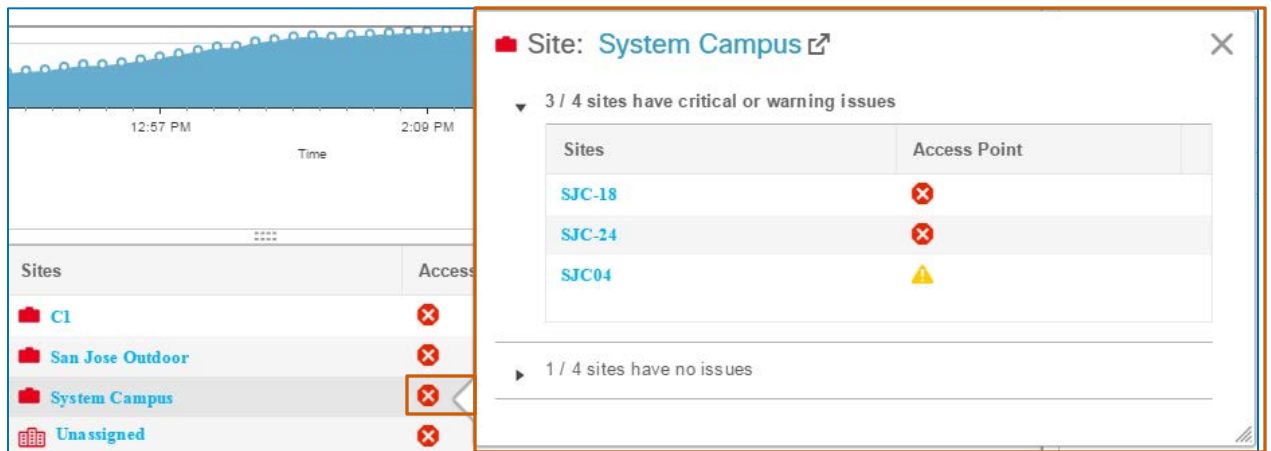 12:57 PM 2:09 PM
Time
Sites Access
C1
San Jose Outdoor
System Campus
Unassigned
Site: System Campus
3 / 4 sites have critical or warning issues
Sites Access Point
SJC-18
SJC-24
SJC04
1 / 4 sites have no issues